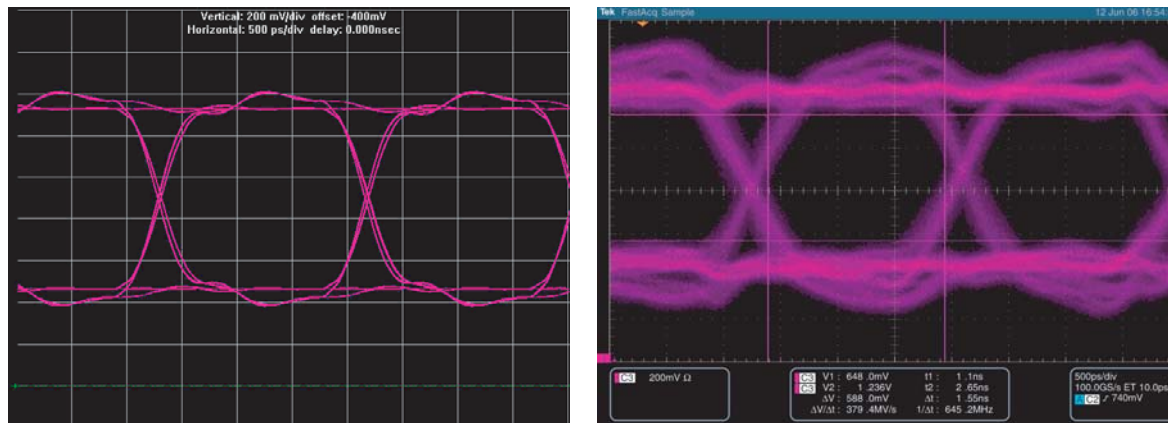 Vertical: 200 mV/div offset: -400mV
Horizontal: 500 ps/div delay: 0.000nsec
Tek FastAcq Sample
12 Jun 06 16:54:
C3 200mV Ω
C3 V1 : 648 .0mV t1 : 1 .1ns
C3 V2 : 1 .236V t2 : 2 .65ns
ΔV : 588 .0mV Δt : 1 .55ns
ΔV/Δt : 379 .4MV/s 1/Δt : 645 .2MHz
500ps/div
100.0GS/s ET 10.0ps
A C2 ƒ 740mV